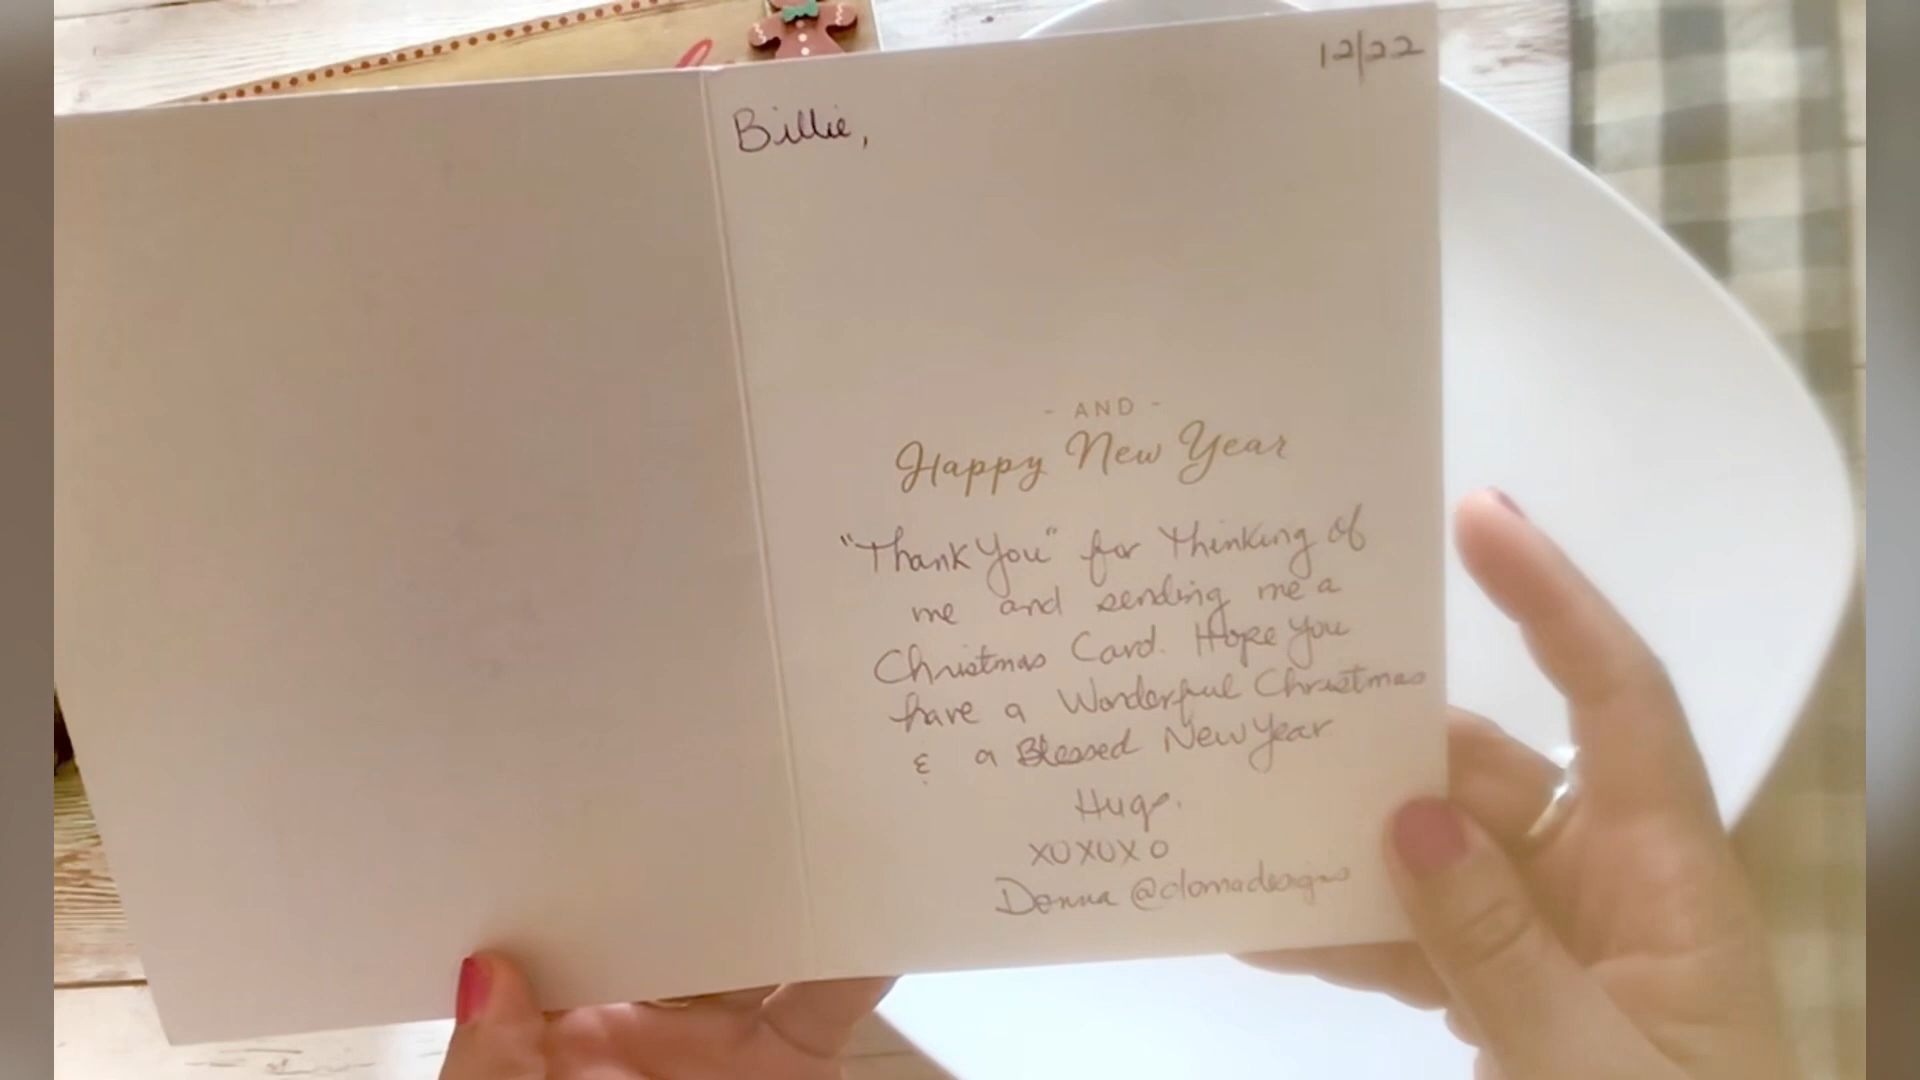 12/22
Billie,
- AND -
Happy New Year
"Thank You" for Thinking of
me and sending me a
Christmas Card. Hope You
have a Wonderful Christmas
& a Blessed New Year
Hugs.
XOXOXO
Donna @domadesigns